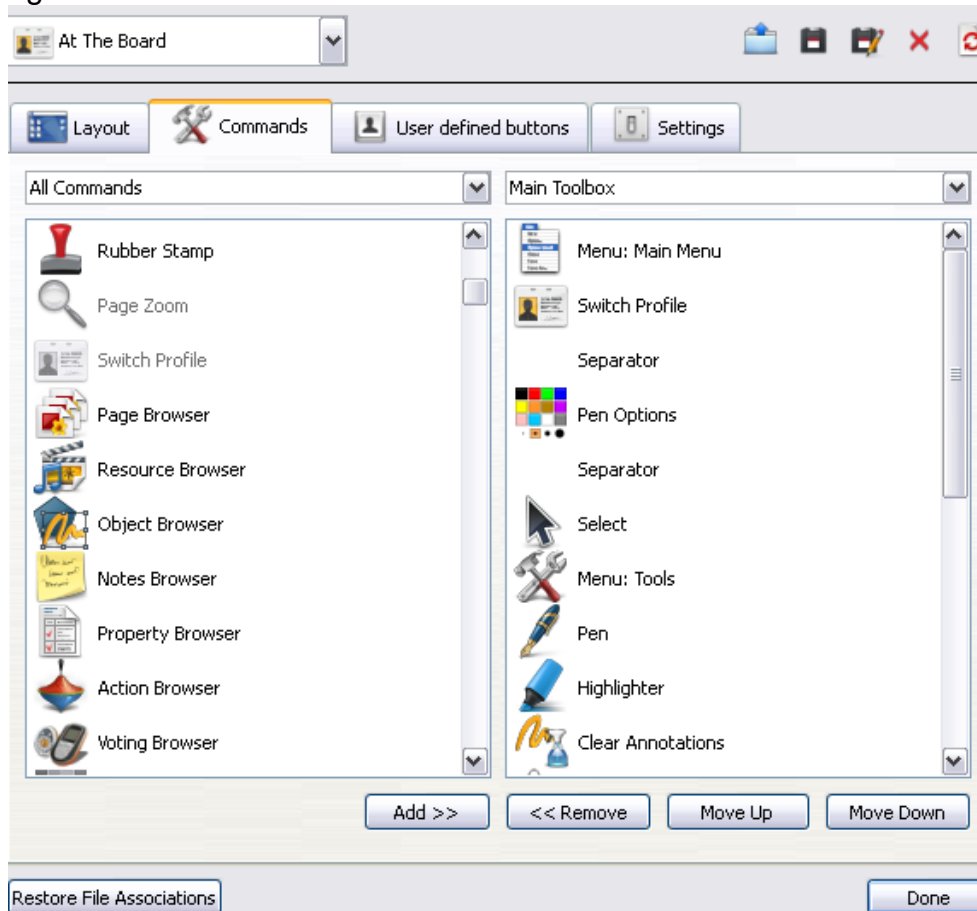 At The Board
Layout
Commands
User defined buttons
Settings
All Commands
Main Toolbox
Rubber Stamp
Page Zoom
Switch Profile
Page Browser
Resource Browser
Object Browser
Notes Browser
Property Browser
Action Browser
Voting Browser
Menu: Main Menu
Switch Profile
Separator
Pen Options
Separator
Select
Menu: Tools
Pen
Highlighter
Clear Annotations
Add >>
<< Remove
Move Up
Move Down
Restore File Associations
Done